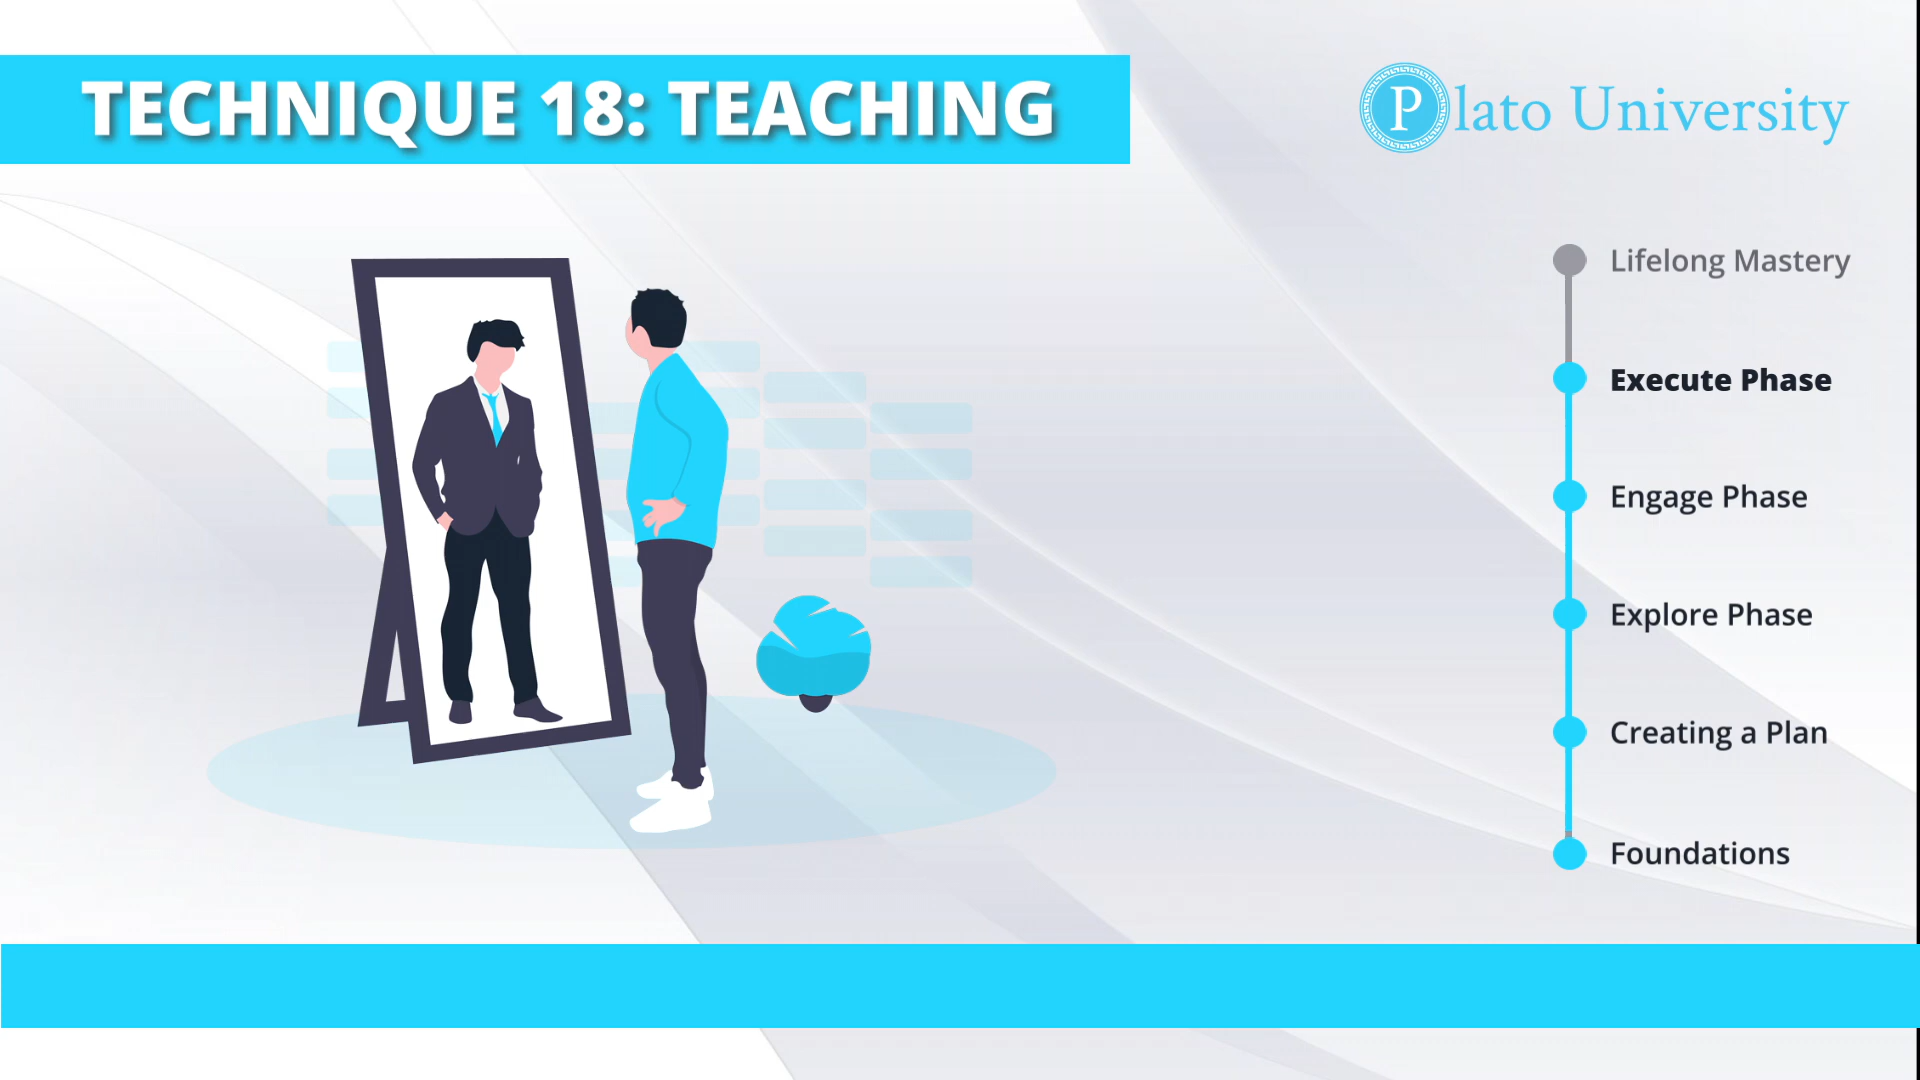 TECHNIQUE 18: TEACHING
Plato University
Lifelong Mastery
Execute Phase
Engage Phase
Explore Phase
Creating a Plan
Foundations